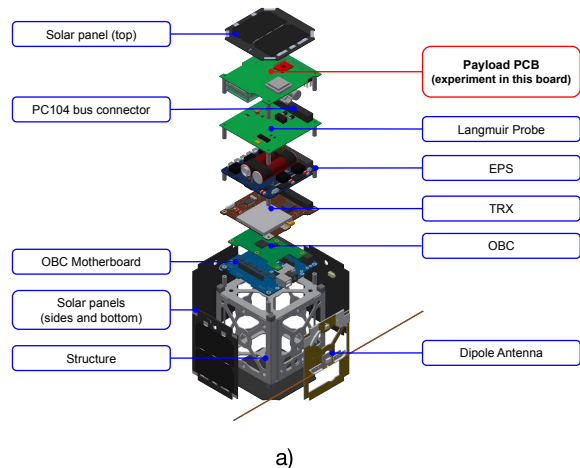 Solar panel (top)
Payload PCB
(experiment in this board)
PC104 bus connector
Langmuir Probe
EPS
TRX
OBC
OBC Motherboard
Solar panels
(sides and bottom)
Structure
Dipole Antenna
a)